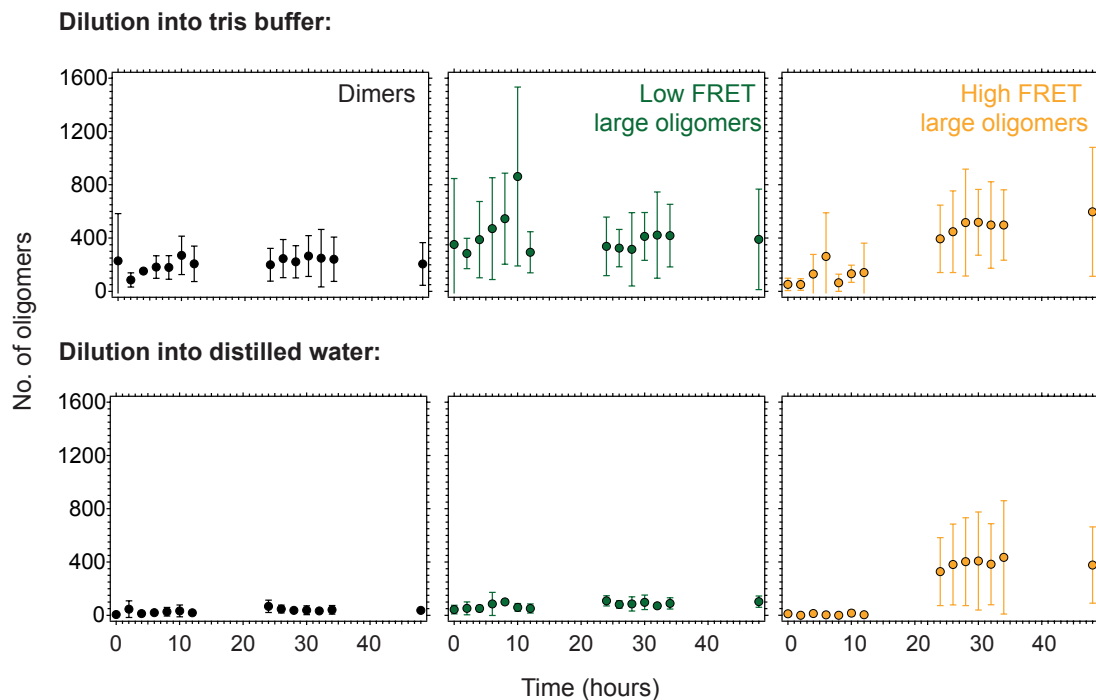 Dilution into tris buffer:
1600
1200
800
400
0
Dimers
Low FRET
large oligomers
High FRET
large oligomers
No. of oligomers
Dilution into distilled water:
1600
1200
800
400
0
0 10 20 30 40
0 10 20 30 40
0 10 20 30 40
Time (hours)